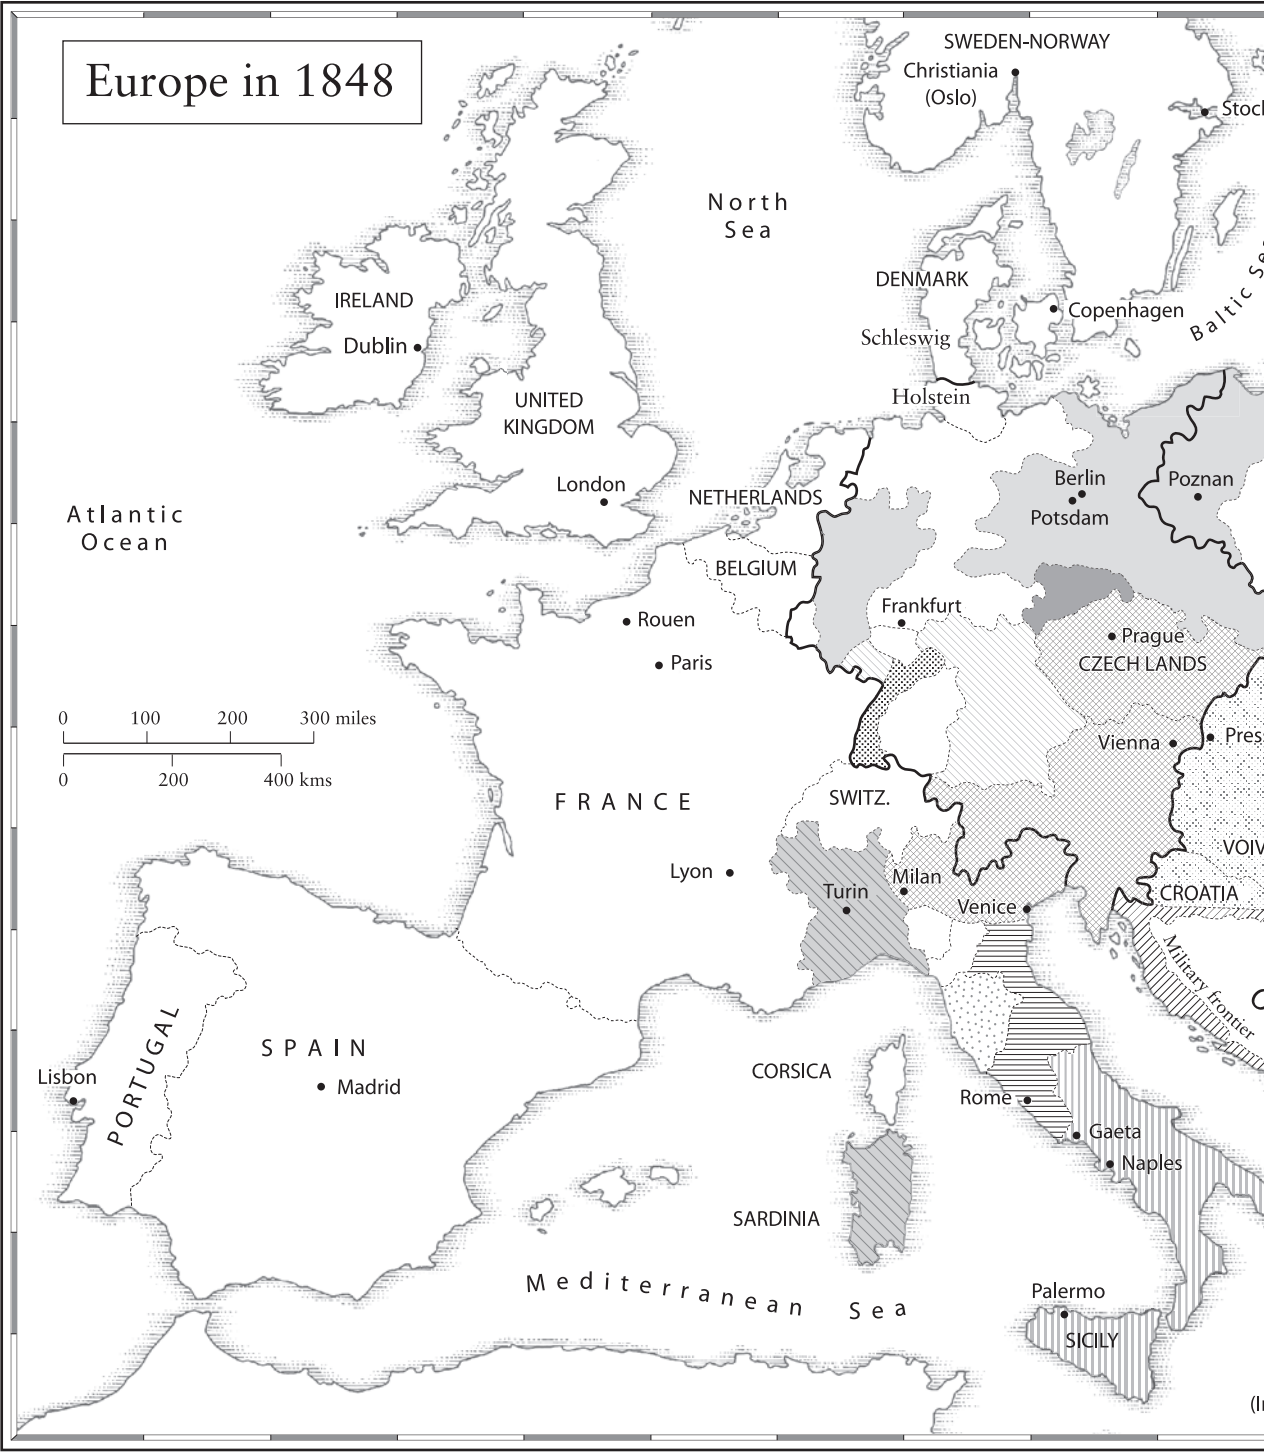 Europe in 1848
SWEDEN-NORWAY
Christiania
(Oslo)
Stock
North
Sea
DENMARK
Copenhagen
Baltic Se
Schleswig
Holstein
IRELAND
Dublin
UNITED
KINGDOM
London
NETHERLANDS
Berlin
Potsdam
Poznan
Atlantic
Ocean
BELGIUM
Frankfurt
Rouen
Paris
Prague
CZECH LANDS
0 100 200 300 miles
0 200 400 kms
Vienna
Pres
FRANCE
SWITZ.
VOIV
Lyon
Turin
Milan
Venice
CROATIA
Military frontier
PORTUGAL
SPAIN
Lisbon
Madrid
CORSICA
Rome
Gaeta
Naples
SARDINIA
Mediterranean Sea
Palermo
SICILY